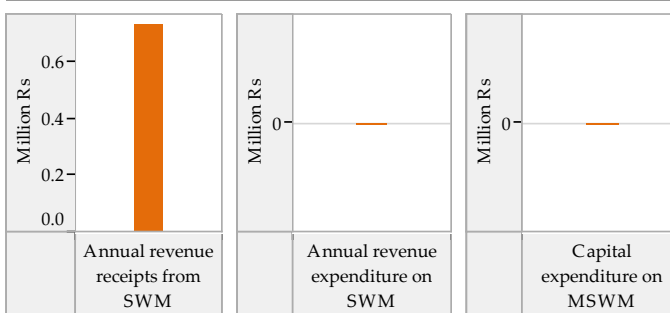 Million Rs
0.6
0.4
0.2
0.0
Annual revenue
receipts from
SWM
Million Rs
0
Annual revenue
expenditure on
SWM
Million Rs
0
Capital
expenditure on
MSWM